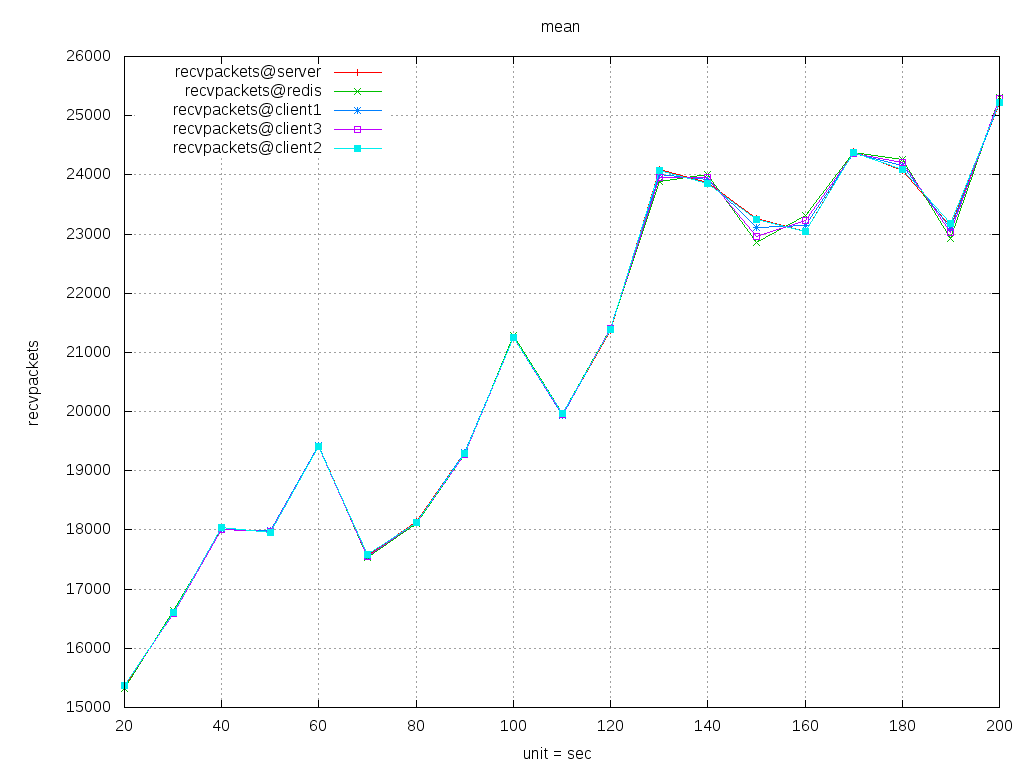 mean
26000
25000
24000
23000
22000
21000
20000
19000
18000
17000
16000
15000
recvpackets
recvpackets@server
recvpackets@redis
recvpackets@client1
recvpackets@client3
recvpackets@client2
20 40 60 80 100 120 140 160 180 200
unit = sec